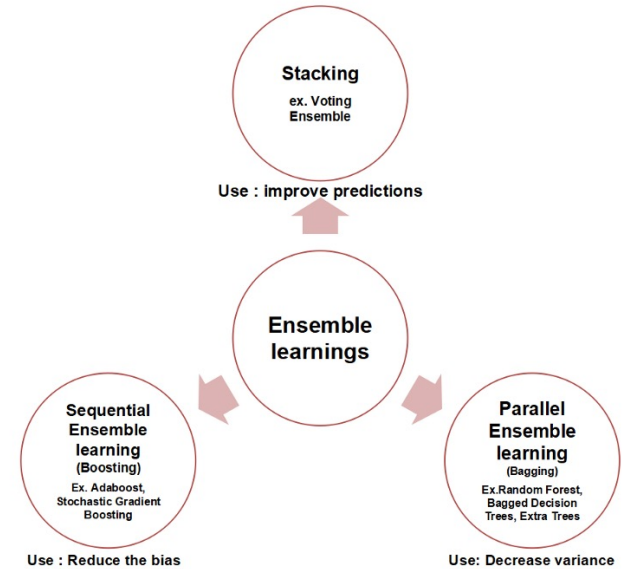 Stacking
ex. Voting
Ensemble
Use : improve predictions
Ensemble
learnings
Sequential
Ensemble
learning
(Boosting)
Ex. Adaboost,
Stochastic Gradient
Boosting
Use : Reduce the bias
Parallel
Ensemble
learning
(Bagging)
Ex.Random Forest,
Bagged Decision
Trees, Extra Trees
Use: Decrease variance